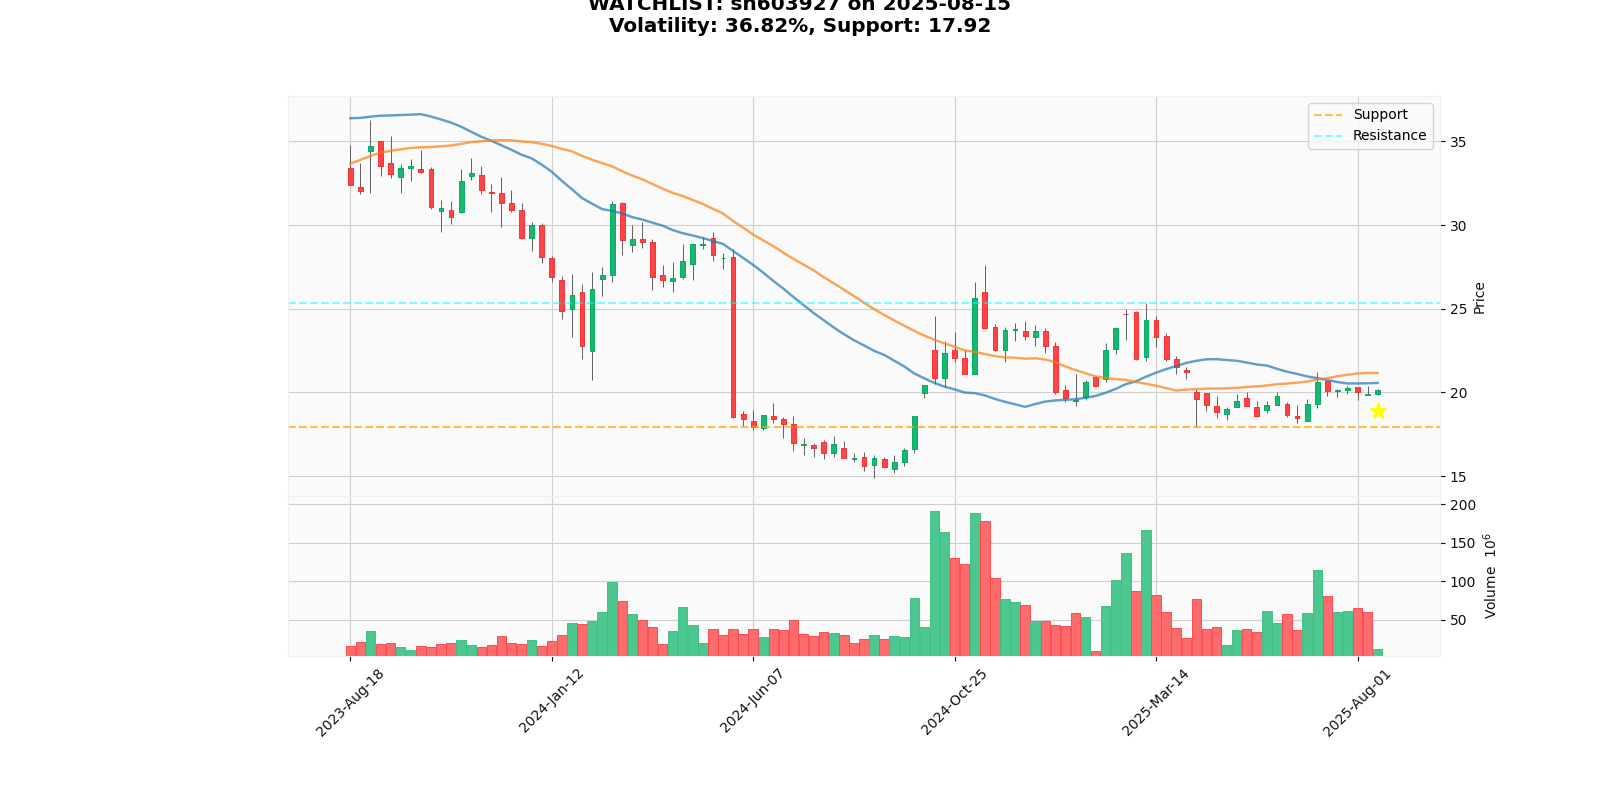 WATCHLIST: sh603927 on 2025-08-15
Volatility: 36.82%, Support: 17.92
Support
Resistance
35
30
25
20
15
Price
200
150
100
50
Volume 10⁶
2023-Aug-18
2024-Jan-12
2024-Jun-07
2024-Oct-25
2025-Mar-14
2025-Aug-01